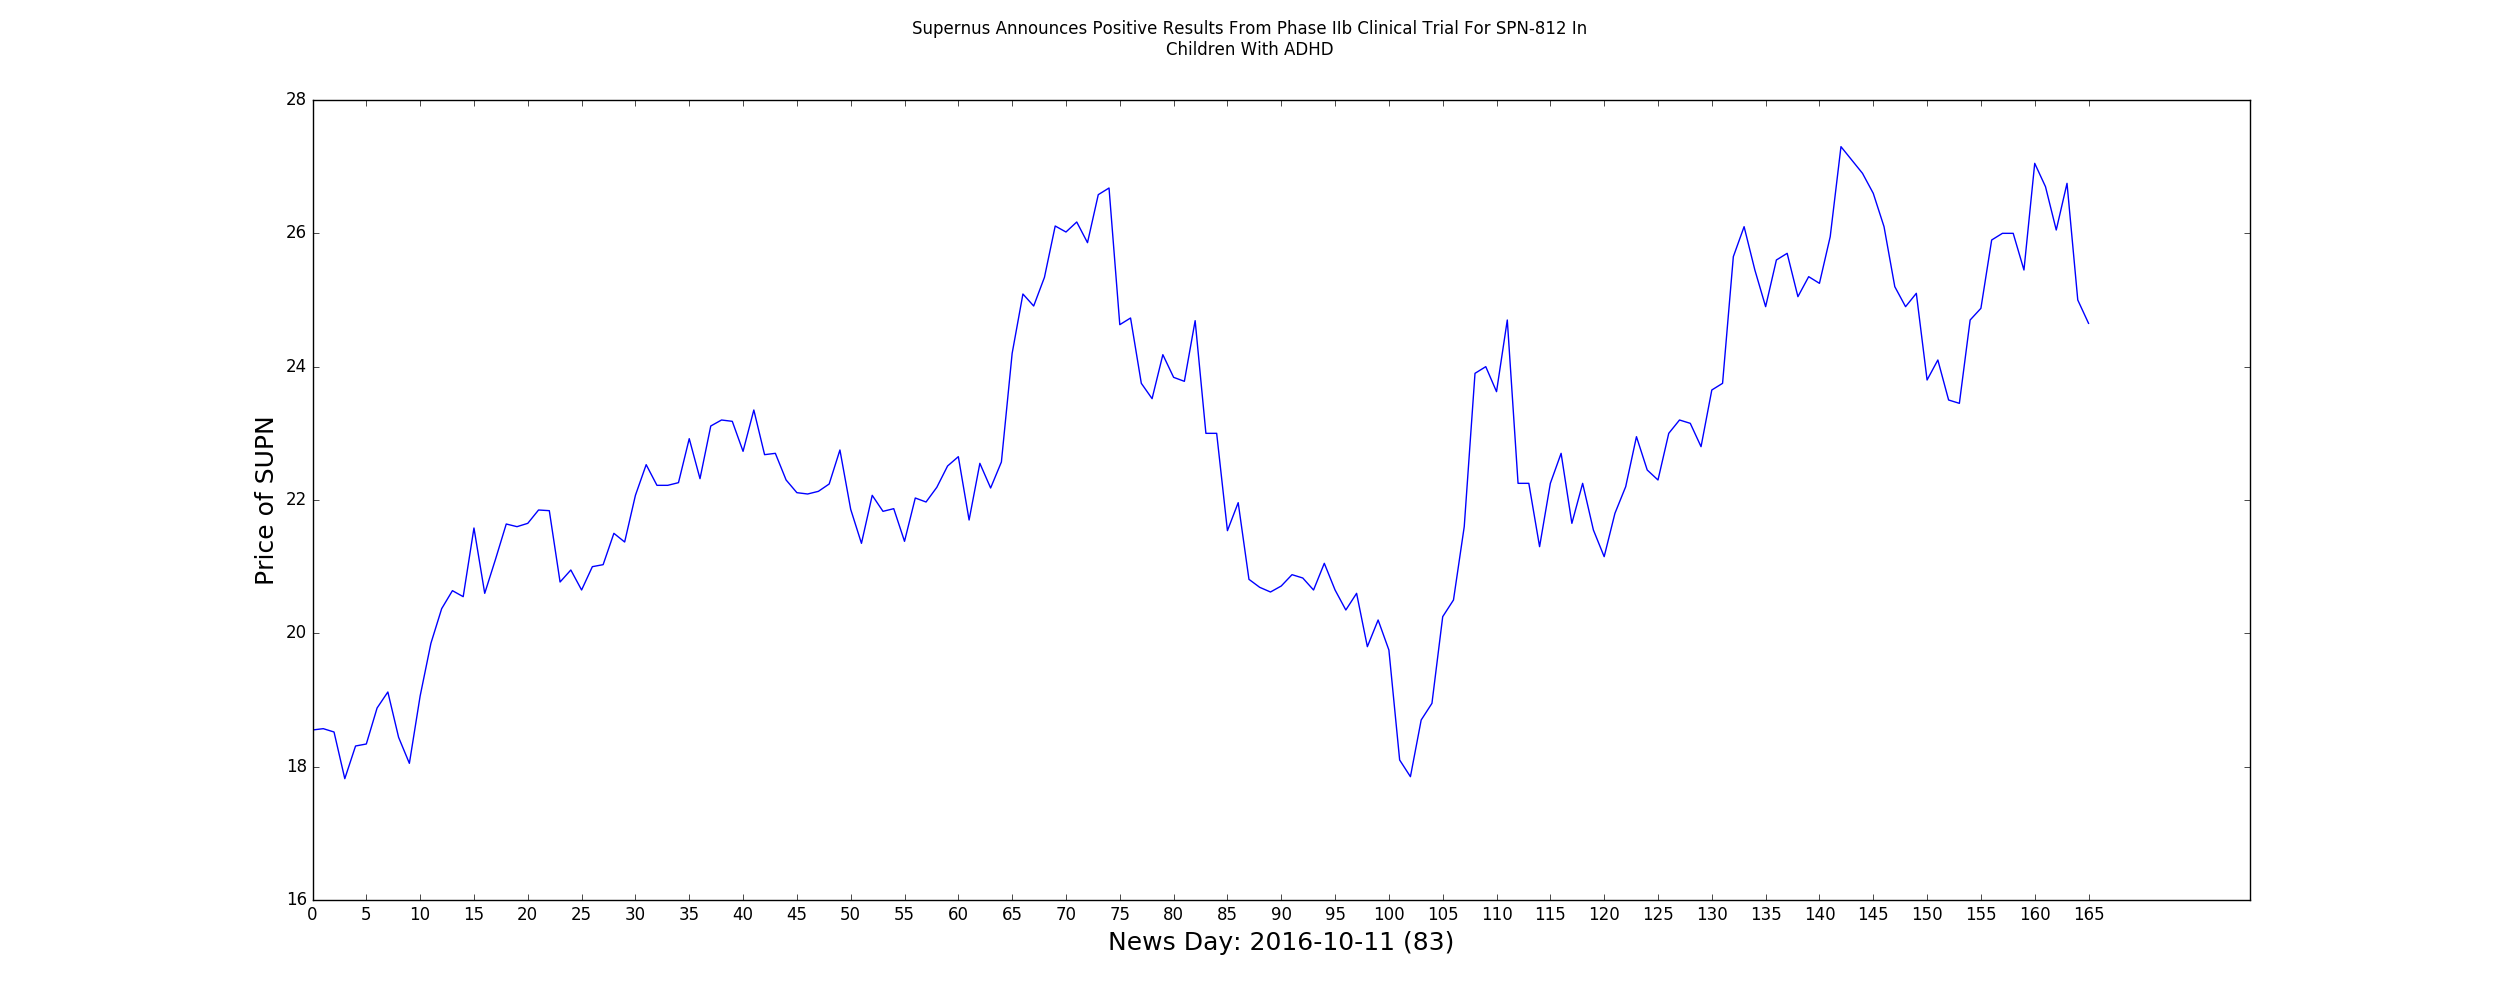 Supernus Announces Positive Results From Phase IIb Clinical Trial For SPN-812 In
Children With ADHD
28
26
24
22
20
18
16
Price of SUPN
0 5 10 15 20 25 30 35 40 45 50 55 60 65 70 75 80 85 90 95 100 105 110 115 120 125 130 135 140 145 150 155 160 165
News Day: 2016-10-11 (83)